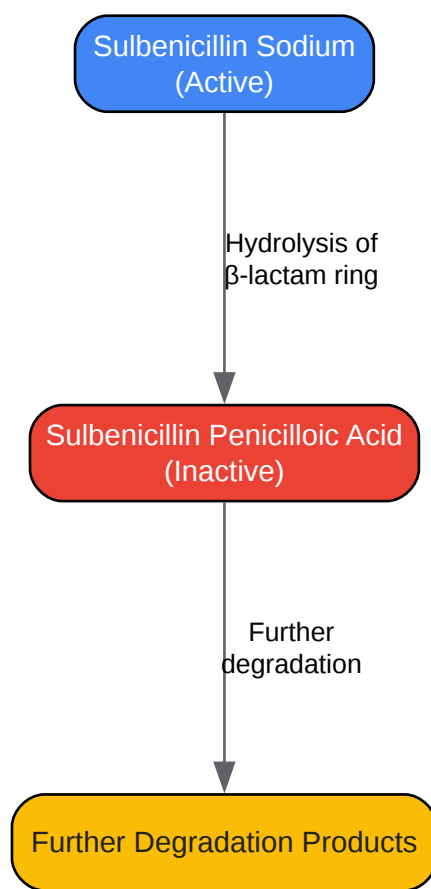 Sulbenicillin Sodium
(Active)
Hydrolysis of
β-lactam ring
Sulbenicillin Penicilloic Acid
(Inactive)
Further
degradation
Further Degradation Products